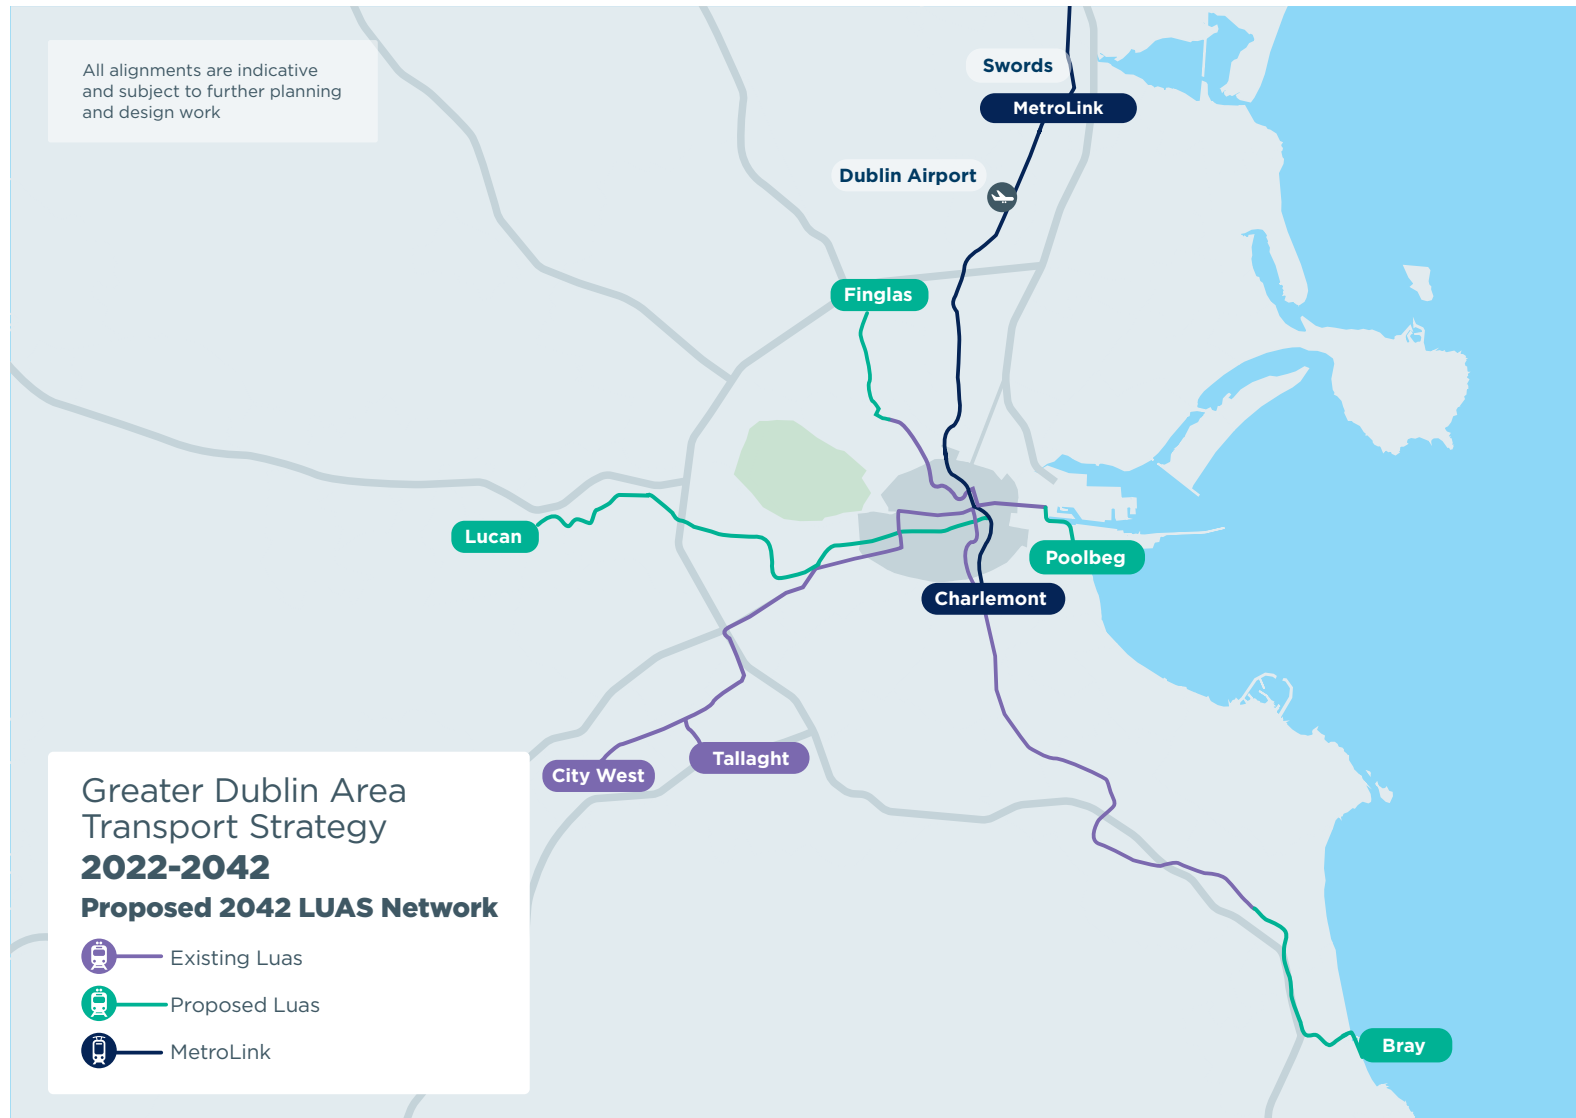 All alignments are indicative
and subject to further planning
and design work
Swords
MetroLink
Dublin Airport
Finglas
Lucan
Poolbeg
Charlemont
Tallaght
City West
Greater Dublin Area
Transport Strategy
2022-2042
Proposed 2042 LUAS Network
Existing Luas
Proposed Luas
MetroLink
Bray